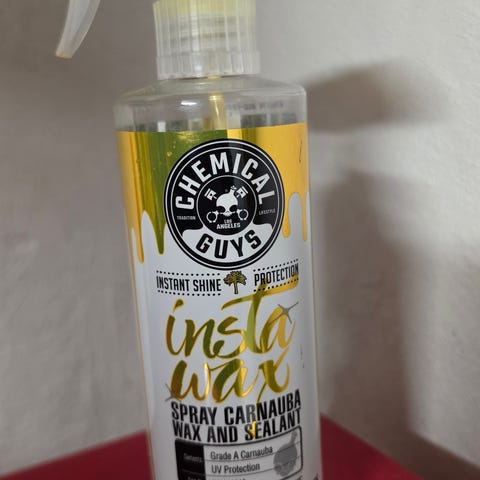 CHEMICAL
TRADITION
LIFESTYLE
LOS
ANGELES
GUYS
INSTANT SHINE PROTECTION
insta
wax
SPRAY CARNAUBA
WAX AND SEALANT
Grade A Carnauba
UV Protection